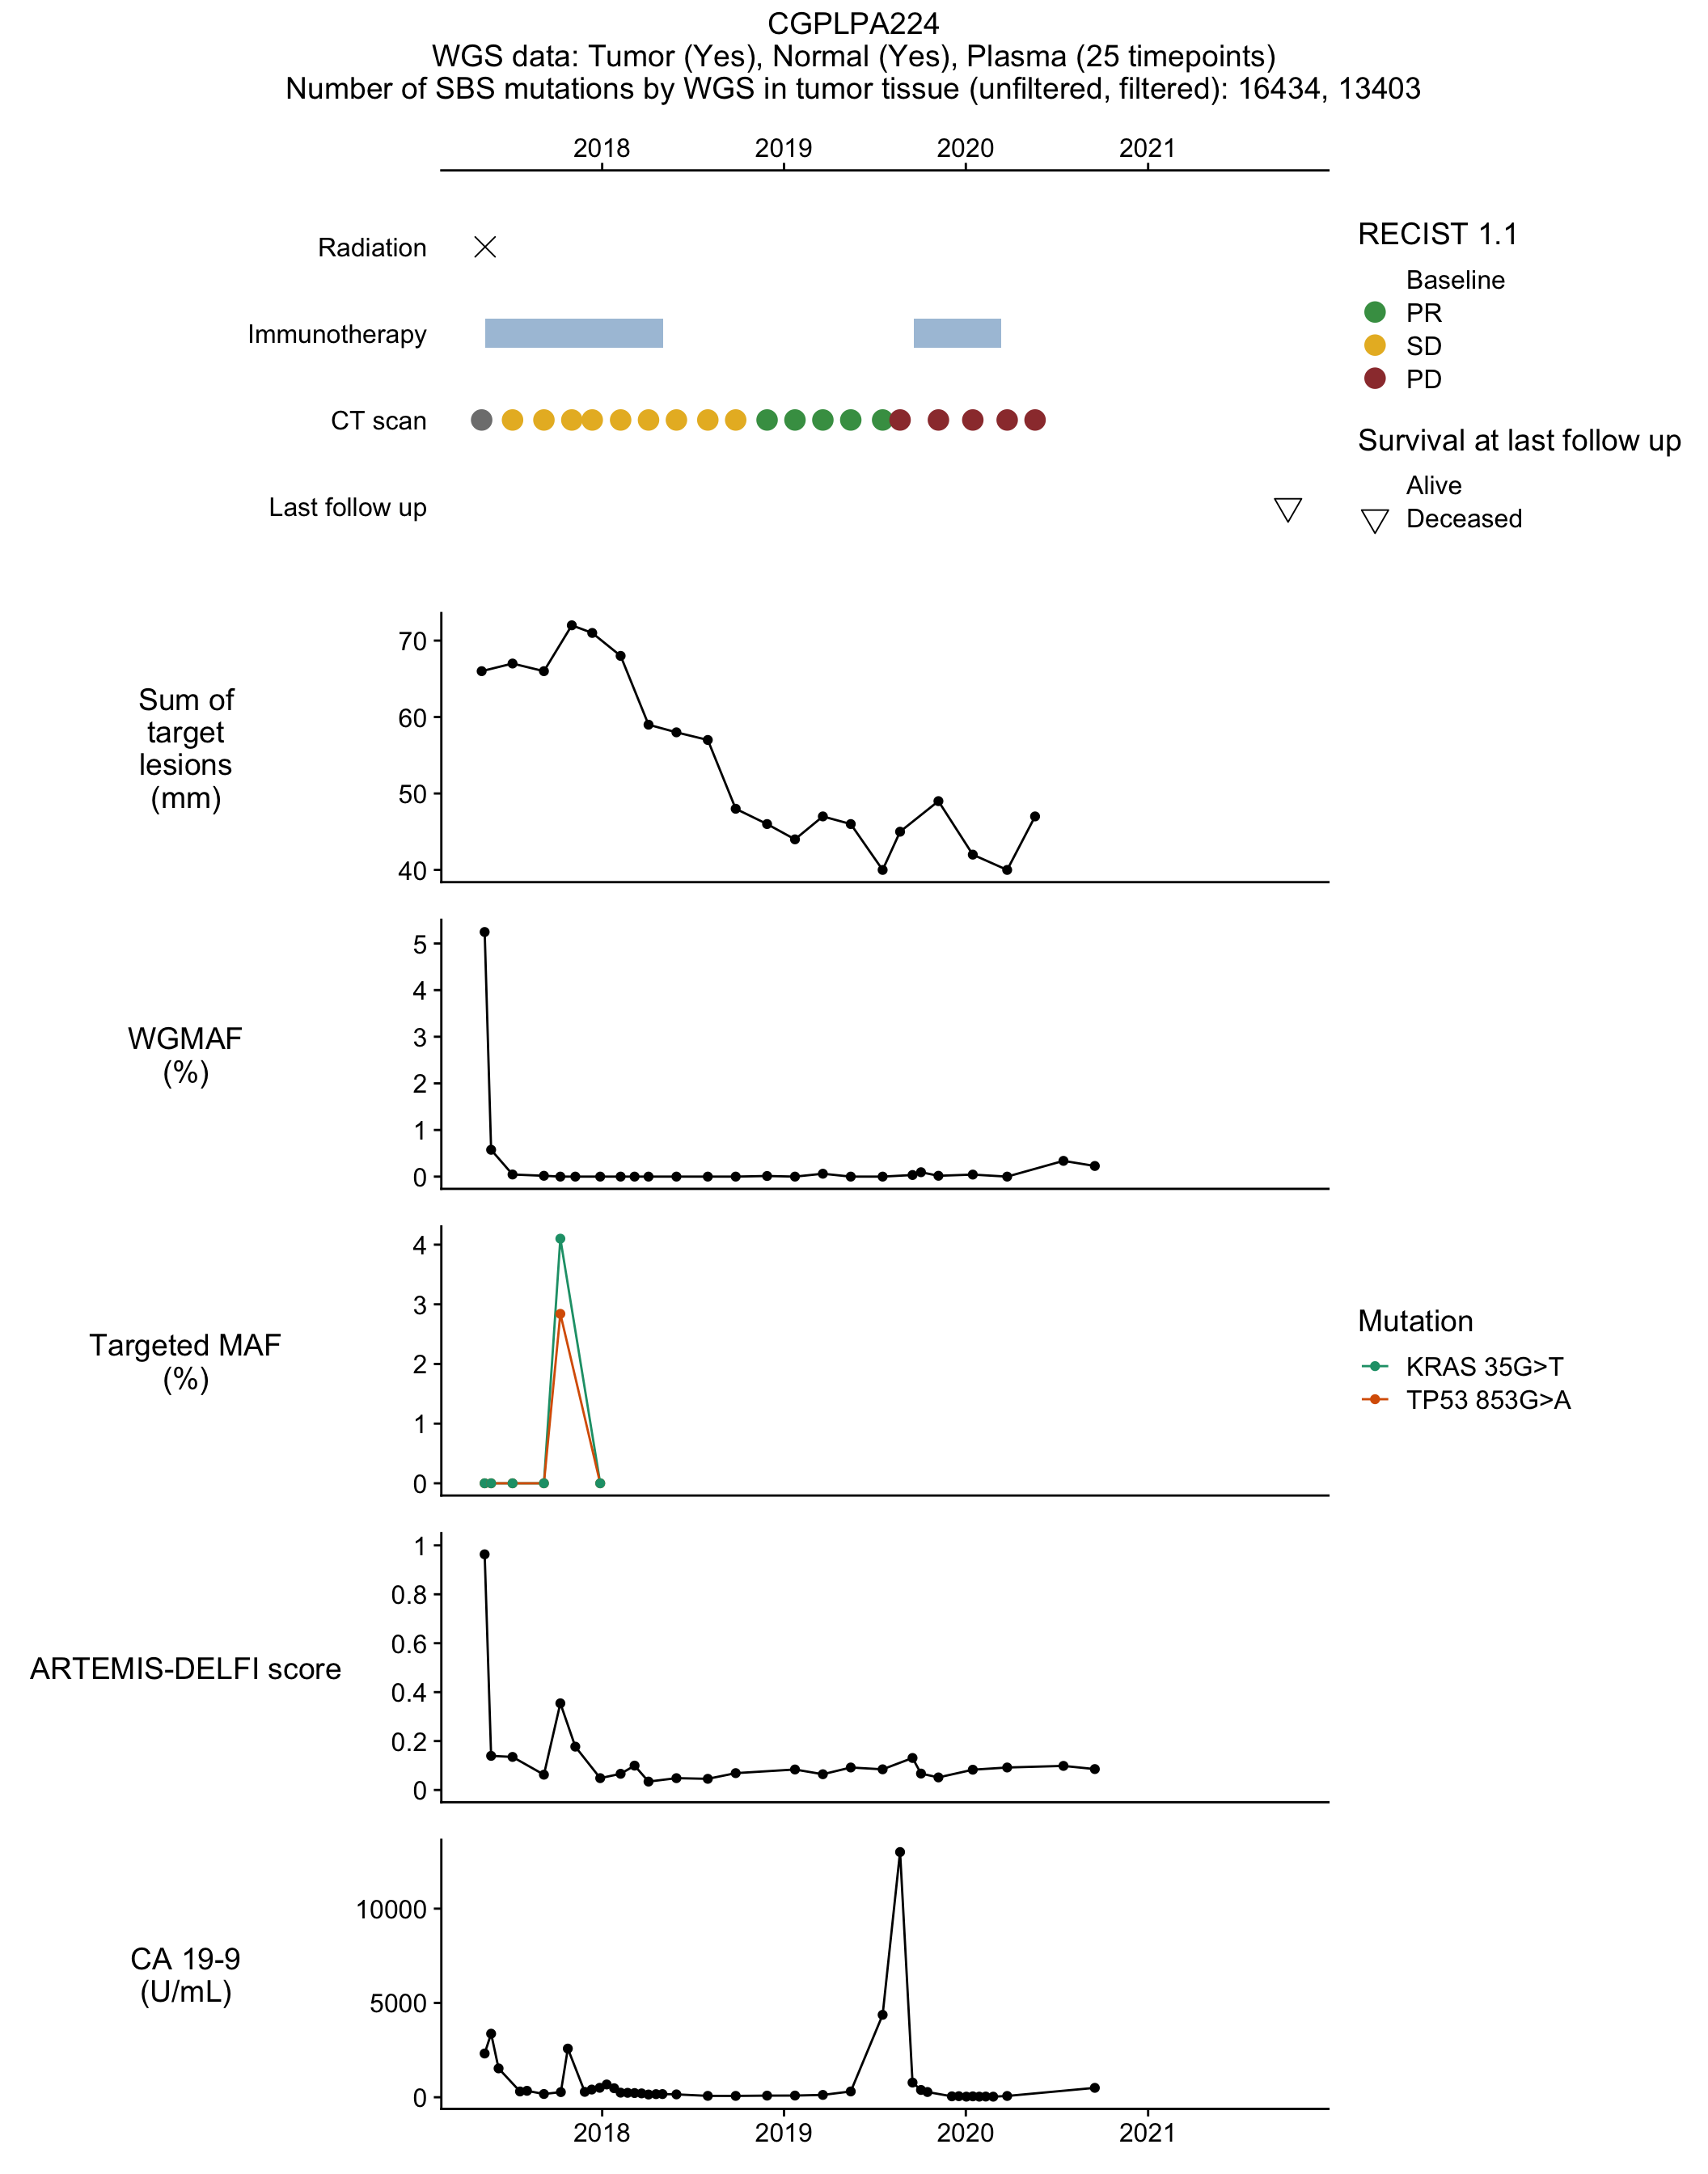 CGPLPA224
WGS data: Tumor (Yes), Normal (Yes), Plasma (25 timepoints)
Number of SBS mutations by WGS in tumor tissue (unfiltered, filtered): 16434, 13403
2018 2019 2020 2021
Radiation
Immunotherapy
CT scan
Last follow up
RECIST 1.1
Baseline
PR
SD
PD
Survival at last follow up
Alive
Deceased
Sum of
target
lesions
(mm)
70
60
50
40
WGMAF
(%)
5
4
3
2
1
0
Targeted MAF
(%)
4
3
2
1
0
Mutation
KRAS 35G>T
TP53 853G>A
ARTEMIS-DELFI score
1
0.8
0.6
0.4
0.2
0
CA 19-9
(U/mL)
10000
5000
0
2018 2019 2020 2021